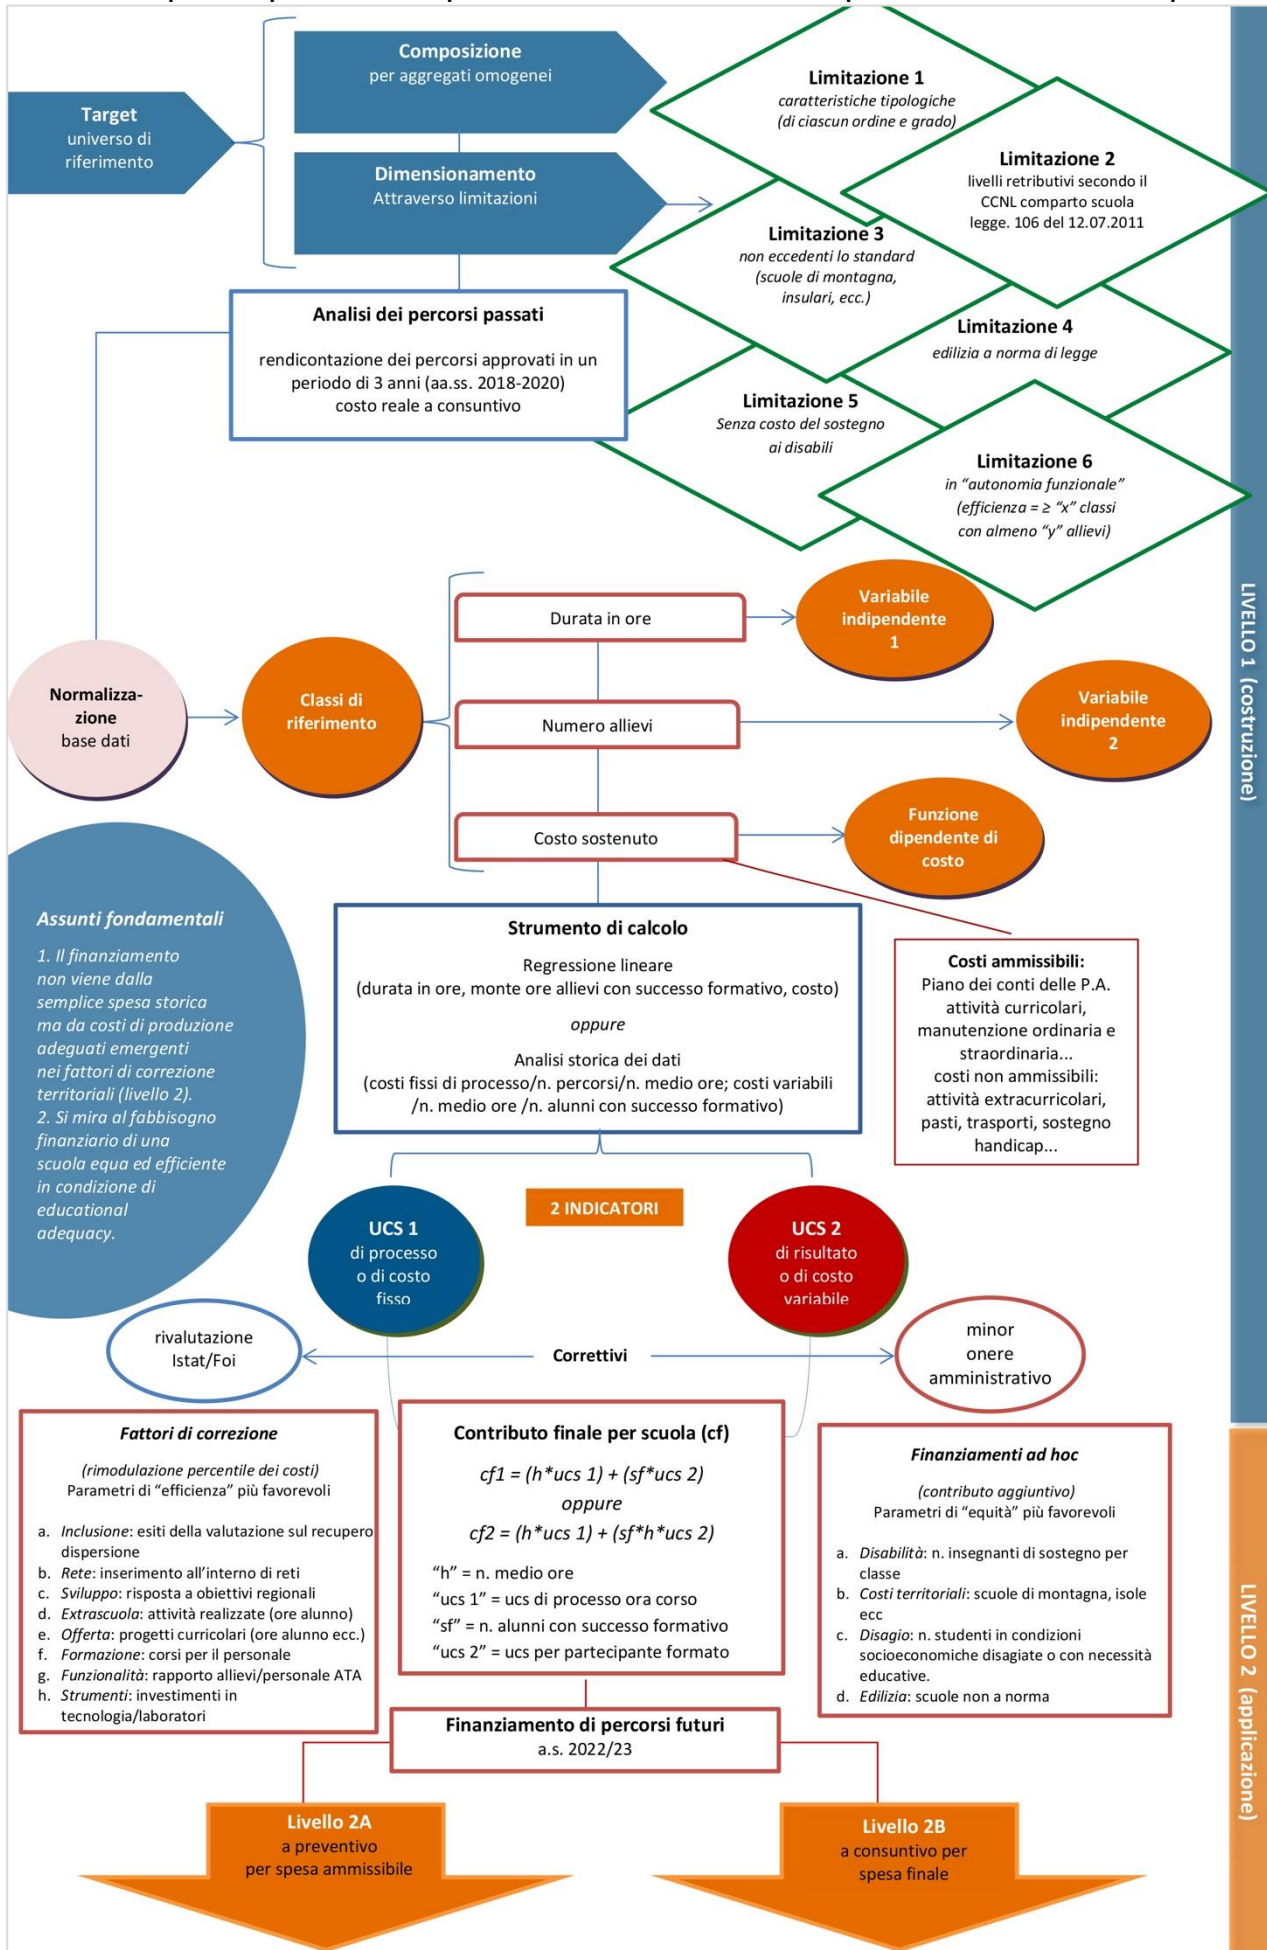 Composizione
per aggregati omogenei
Target
universo di
riferimento
Dimensionamento
Attraverso limitazioni
Limitazione 1
caratteristiche tipologiche
(di ciascun ordine e grado)
Limitazione 2
livelli retributivi secondo il
CCNL comparto scuola
legge. 106 del 12.07.2011
Limitazione 3
non eccedenti lo standard
(scuole di montagna,
insulari, ecc.)
Limitazione 4
edilizia a norma di legge
Limitazione 5
Senza costo del sostegno
ai disabili
Limitazione 6
in “autonomia funzionale”
(efficienza = ≥ “x” classi
con almeno “y” allievi)
Analisi dei percorsi passati
rendicontazione dei percorsi approvati in un
periodo di 3 anni (aa.ss. 2018-2020)
costo reale a consuntivo
LIVELLO 1 (costruzione)
Normalizza-
zione
base dati
Classi di
riferimento
Durata in ore
Variabile
indipendente
1
Numero allievi
Variabile
indipendente
2
Costo sostenuto
Funzione
dipendente di
costo
Assunti fondamentali
1. Il finanziamento
non viene dalla
semplice spesa storica
ma da costi di produzione
adeguati emergenti
nei fattori di correzione
territoriali (livello 2).
2. Si mira al fabbisogno
finanziario di una
scuola equa ed efficiente
in condizione di
educational
adequacy.
Strumento di calcolo
Regressione lineare
(durata in ore, monte ore allievi con successo formativo, costo)
oppure
Analisi storica dei dati
(costi fissi di processo/n. percorsi/n. medio ore; costi variabili
/n. medio ore /n. alunni con successo formativo)
Costi ammissibili:
Piano dei conti delle P.A.
attività curricolari,
manutenzione ordinaria e
straordinaria...
costi non ammissibili:
attività extracurricolari,
pasti, trasporti, sostegno
handicap...
2 INDICATORI
UCS 1
di processo
o di costo
fisso
UCS 2
di risultato
o di costo
variabile
rivalutazione
Istat/Foi
Correttivi
minor
onere
amministrativo
Fattori di correzione
(rimodulazione percentile dei costi)
Parametri di “efficienza” più favorevoli
a. Inclusione: esiti della valutazione sul recupero
dispersione
b. Rete: inserimento all’interno di reti
c. Sviluppo: risposta a obiettivi regionali
d. Extrascuola: attività realizzate (ore alunno)
e. Offerta: progetti curricolari (ore alunno ecc.)
f. Formazione: corsi per il personale
g. Funzionalità: rapporto allievi/personale ATA
h. Strumenti: investimenti in
tecnologia/laboratori
Contributo finale per scuola (cf)
cf1 = (h*ucs 1) + (sf*ucs 2)
oppure
cf2 = (h*ucs 1) + (sf*h*ucs 2)
“h” = n. medio ore
“ucs 1” = ucs di processo ora corso
“sf” = n. alunni con successo formativo
“ucs 2” = ucs per partecipante formato
Finanziamenti ad hoc
(contributo aggiuntivo)
Parametri di “equità” più favorevoli
a. Disabilità: n. insegnanti di sostegno per
classe
b. Costi territoriali: scuole di montagna, isole
ecc
c. Disagio: n. studenti in condizioni
socioeconomiche disagiate o con necessità
educative.
d. Edilizia: scuole non a norma
LIVELLO 2 (applicazione)
Finanziamento di percorsi futuri
a.s. 2022/23
Livello 2A
a preventivo
per spesa ammissibile
Livello 2B
a consuntivo per
spesa finale